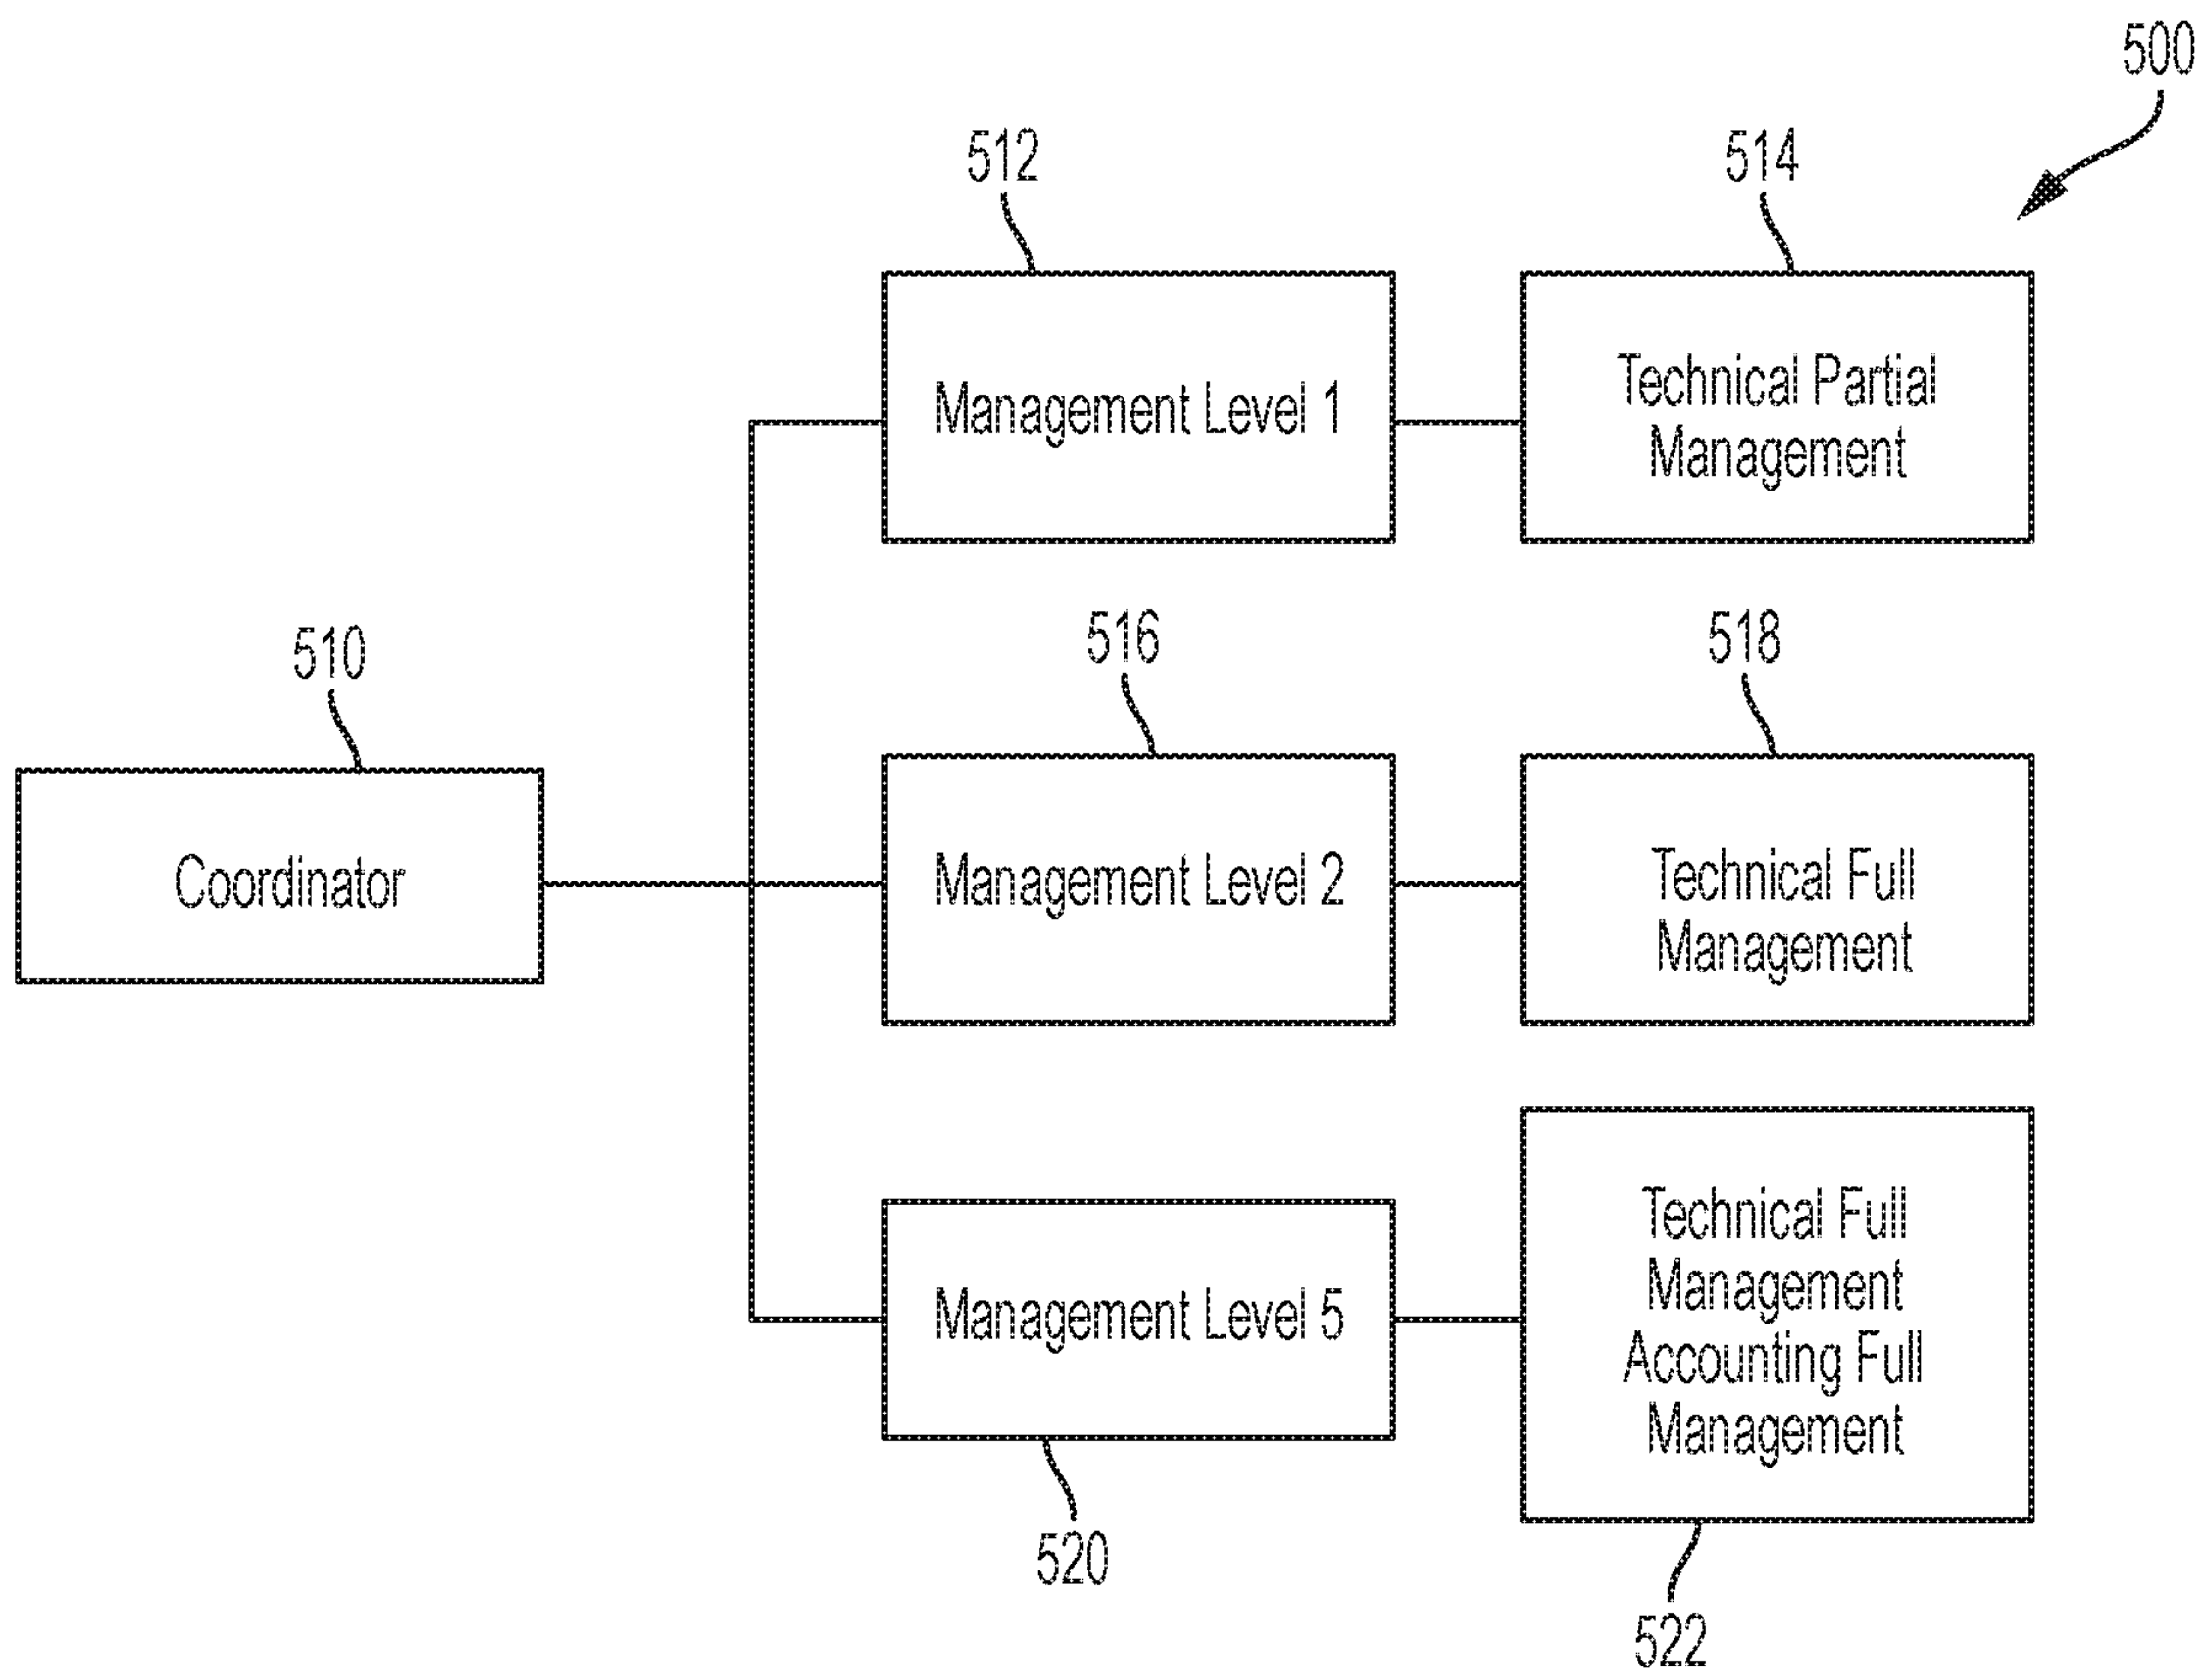 500
512
514
Management Level 1
Technical Partial
Management
510
516
518
Coordinator
Management Level 2
Technical Full
Management
Management Level 5
Technical Full
Management
Accounting Full
Management
520
522